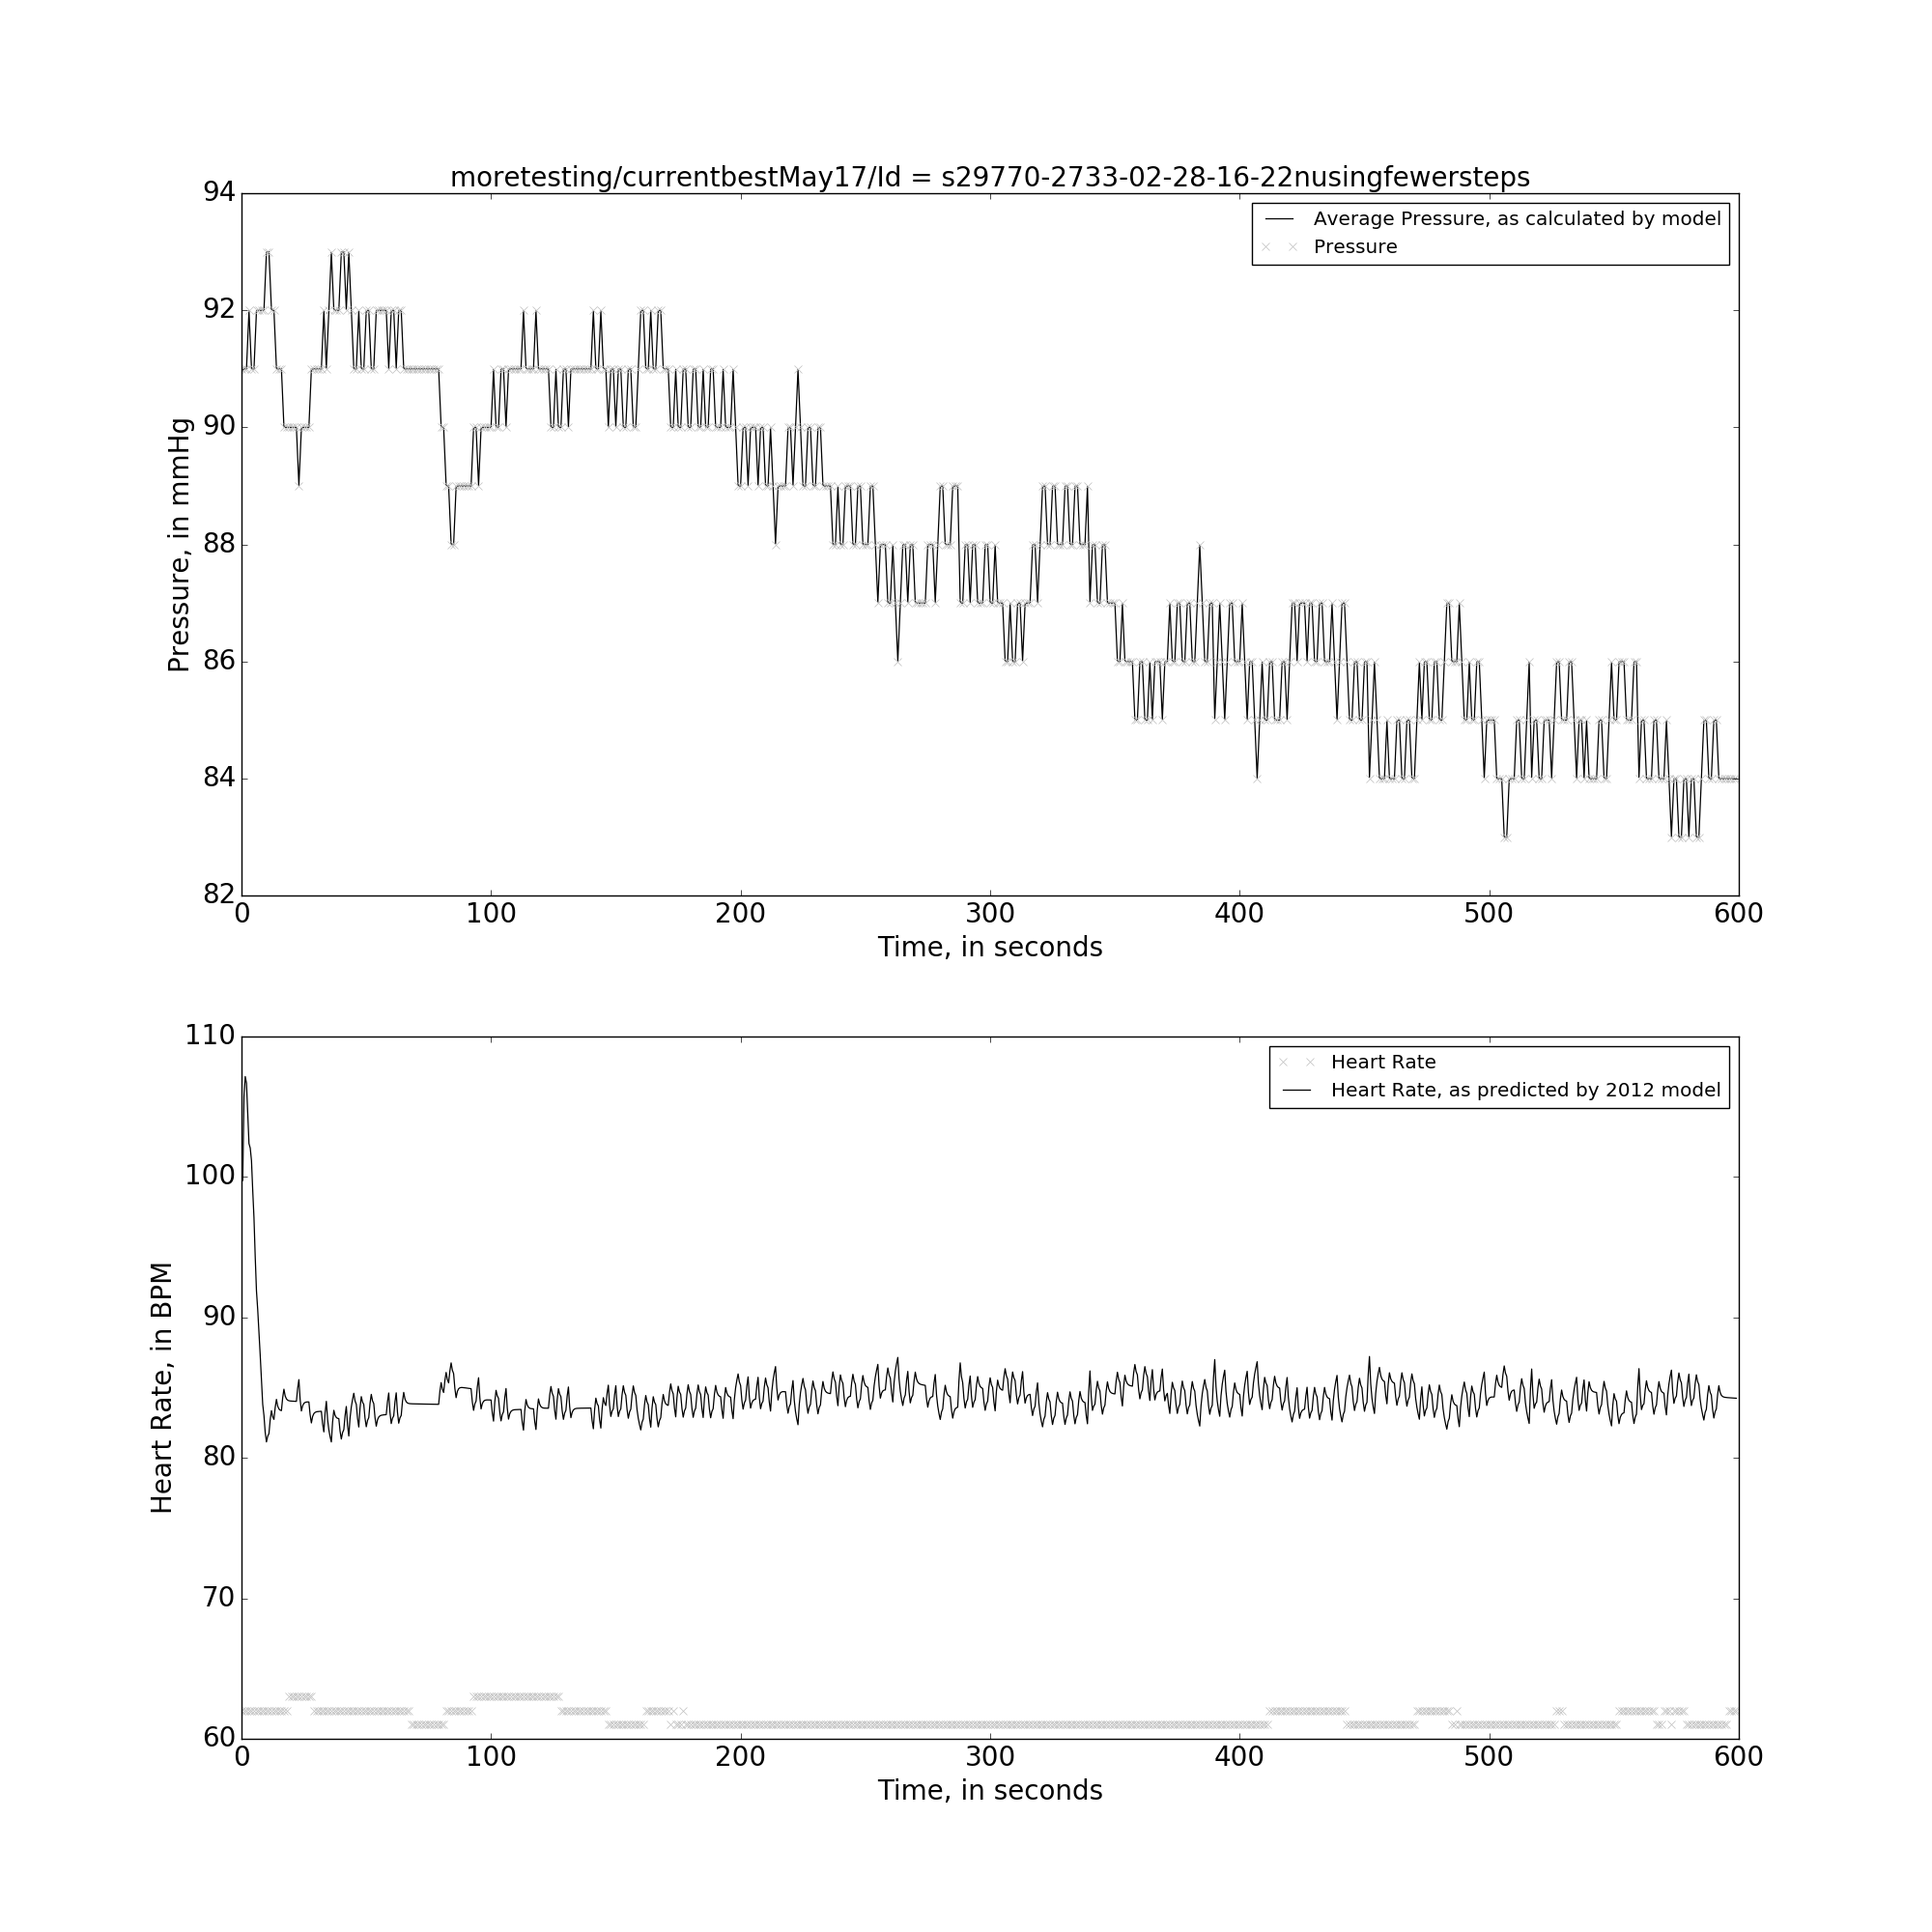 moretesting/currentbestMay17/Id = s29770-2733-02-28-16-22nusingfewersteps
94
92
90
88
86
84
82
Pressure, in mmHg
Average Pressure, as calculated by model
Pressure
0 100 200 300 400 500 600
Time, in seconds
110
100
90
80
70
60
Heart Rate, in BPM
Heart Rate
Heart Rate, as predicted by 2012 model
0 100 200 300 400 500 600
Time, in seconds